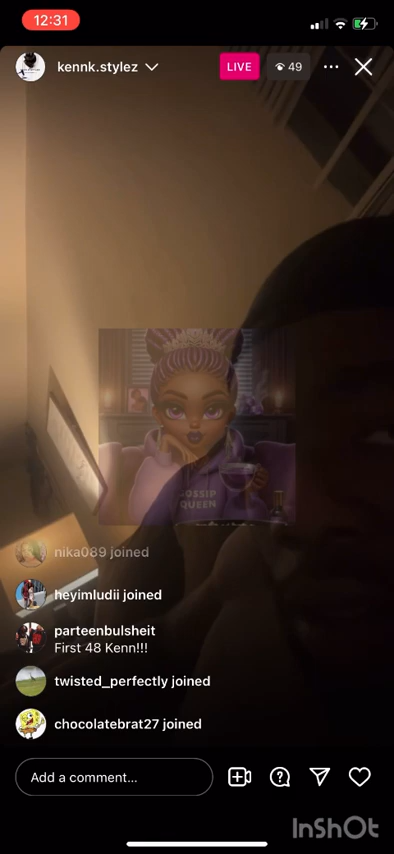 12:31
kennk.stylez
LIVE
49
GOSSIP
QUEEN
nika089 joined
heyimludii joined
parteenbulsheit
First 48 Kenn!!!
twisted_perfectly joined
chocolatebrat27 joined
Add a comment...
InShOt